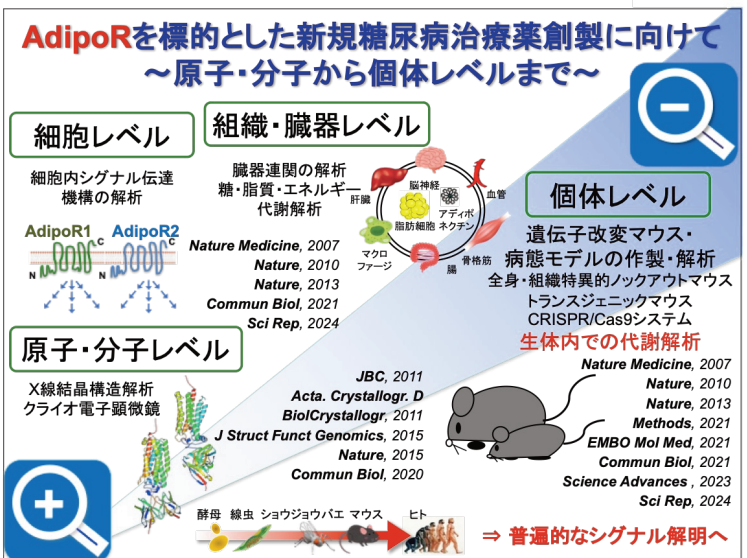 AdipoRを標的とした新規糖尿病治療薬創製に向けて
～原子・分子から個体レベルまで～
細胞レベル
細胞内シグナル伝達
機構の解析
AdipoR1
AdipoR2
C
C
N
N
組織・臓器レベル
臓器連関の解析
糖・脂質・エネルギー
代謝解析
Nature Medicine, 2007
Nature, 2010
Nature, 2013
Commun Biol, 2021
Sci Rep, 2024
脳神経
肝臓
血管
脂肪細胞
アディポ
ネクチン
マクロ
ファージ
腸
骨格筋
個体レベル
遺伝子改変マウス・
病態モデルの作製・解析
全身・組織特異的ノックアウトマウス
トランスジェニックマウス
CRISPR/Cas9システム
生体内での代謝解析
Nature Medicine, 2007
Nature, 2010
Nature, 2013
Methods, 2021
EMBO Mol Med, 2021
Commun Biol, 2021
Science Advances , 2023
Sci Rep, 2024
原子・分子レベル
X線結晶構造解析
クライオ電子顕微鏡
JBC, 2011
Acta. Crystallogr. D
BiolCrystallogr, 2011
J Struct Funct Genomics, 2015
Nature, 2015
Commun Biol, 2020
酵母 線虫 ショウジョウバエ マウス ヒト
⇒ 普遍的なシグナル解明へ